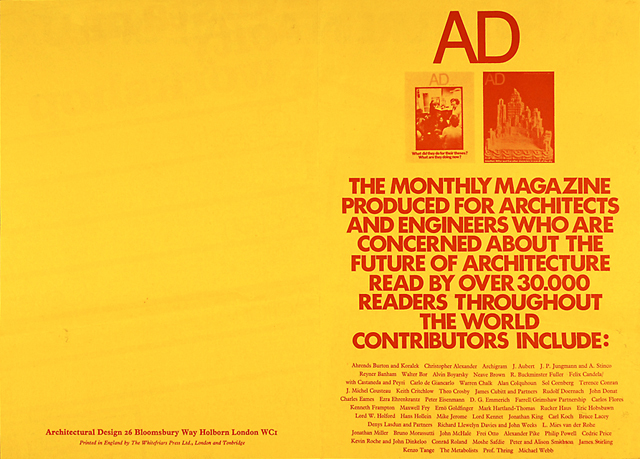 AD
AD
What did they do for their theses?
What are they doing now?
AD
THE MONTHLY MAGAZINE
PRODUCED FOR ARCHITECTS
AND ENGINEERS WHO ARE
CONCERNED ABOUT THE
FUTURE OF ARCHITECTURE
READ BY OVER 30.000
READERS THROUGHOUT
THE WORLD
CONTRIBUTORS INCLUDE:
Ahrends Burton and Koralek Christopher Alexander Archigram J. Aubert J. P. Jungmann and A. Stinco
Reyner Banham Walter Bor Alvin Boyarsky Neave Brown R. Buckminster Fuller Felix Candela/
with Castaneda and Peyri Carlo de Giancarlo Warren Chalk Alan Colquhoun Sol Cornberg Terence Conran
J. Michel Cousteau Keith Critchlow Theo Crosby James Cubitt and Partners Rudolf Doernach John Donat
Charles Eames Ezra Ehrenkrantz Peter Eisenmann D. G. Emmerich Farrell/Grimshaw Partnership Carlos Flores
Kenneth Frampton Maxwell Fry Ernö Goldfinger Mark Hartland-Thomas Rucker Haus Eric Hobsbawn
Lord W. Holford Hans Hollein Mike Jerome Lord Kennet Jonathan King Carl Koch Bruce Lacey
Denys Lasdun and Partners Richard Llewelyn Davies and John Weeks L. Mies van der Rohe
Jonathan Miller Bruno Morassutti John McHale Frei Otto Alexander Pike Philip Powell Cedric Price
Kevin Roche and John Dinkeloo Conrad Roland Moshe Safdie Peter and Alison Smithson James Stirling
Kenzo Tange The Metabolists Prof. Thring Michael Webb
Architectural Design 26 Bloomsbury Way Holborn London WC1
Printed in England by The Whitefriars Press Ltd., London and Tonbridge